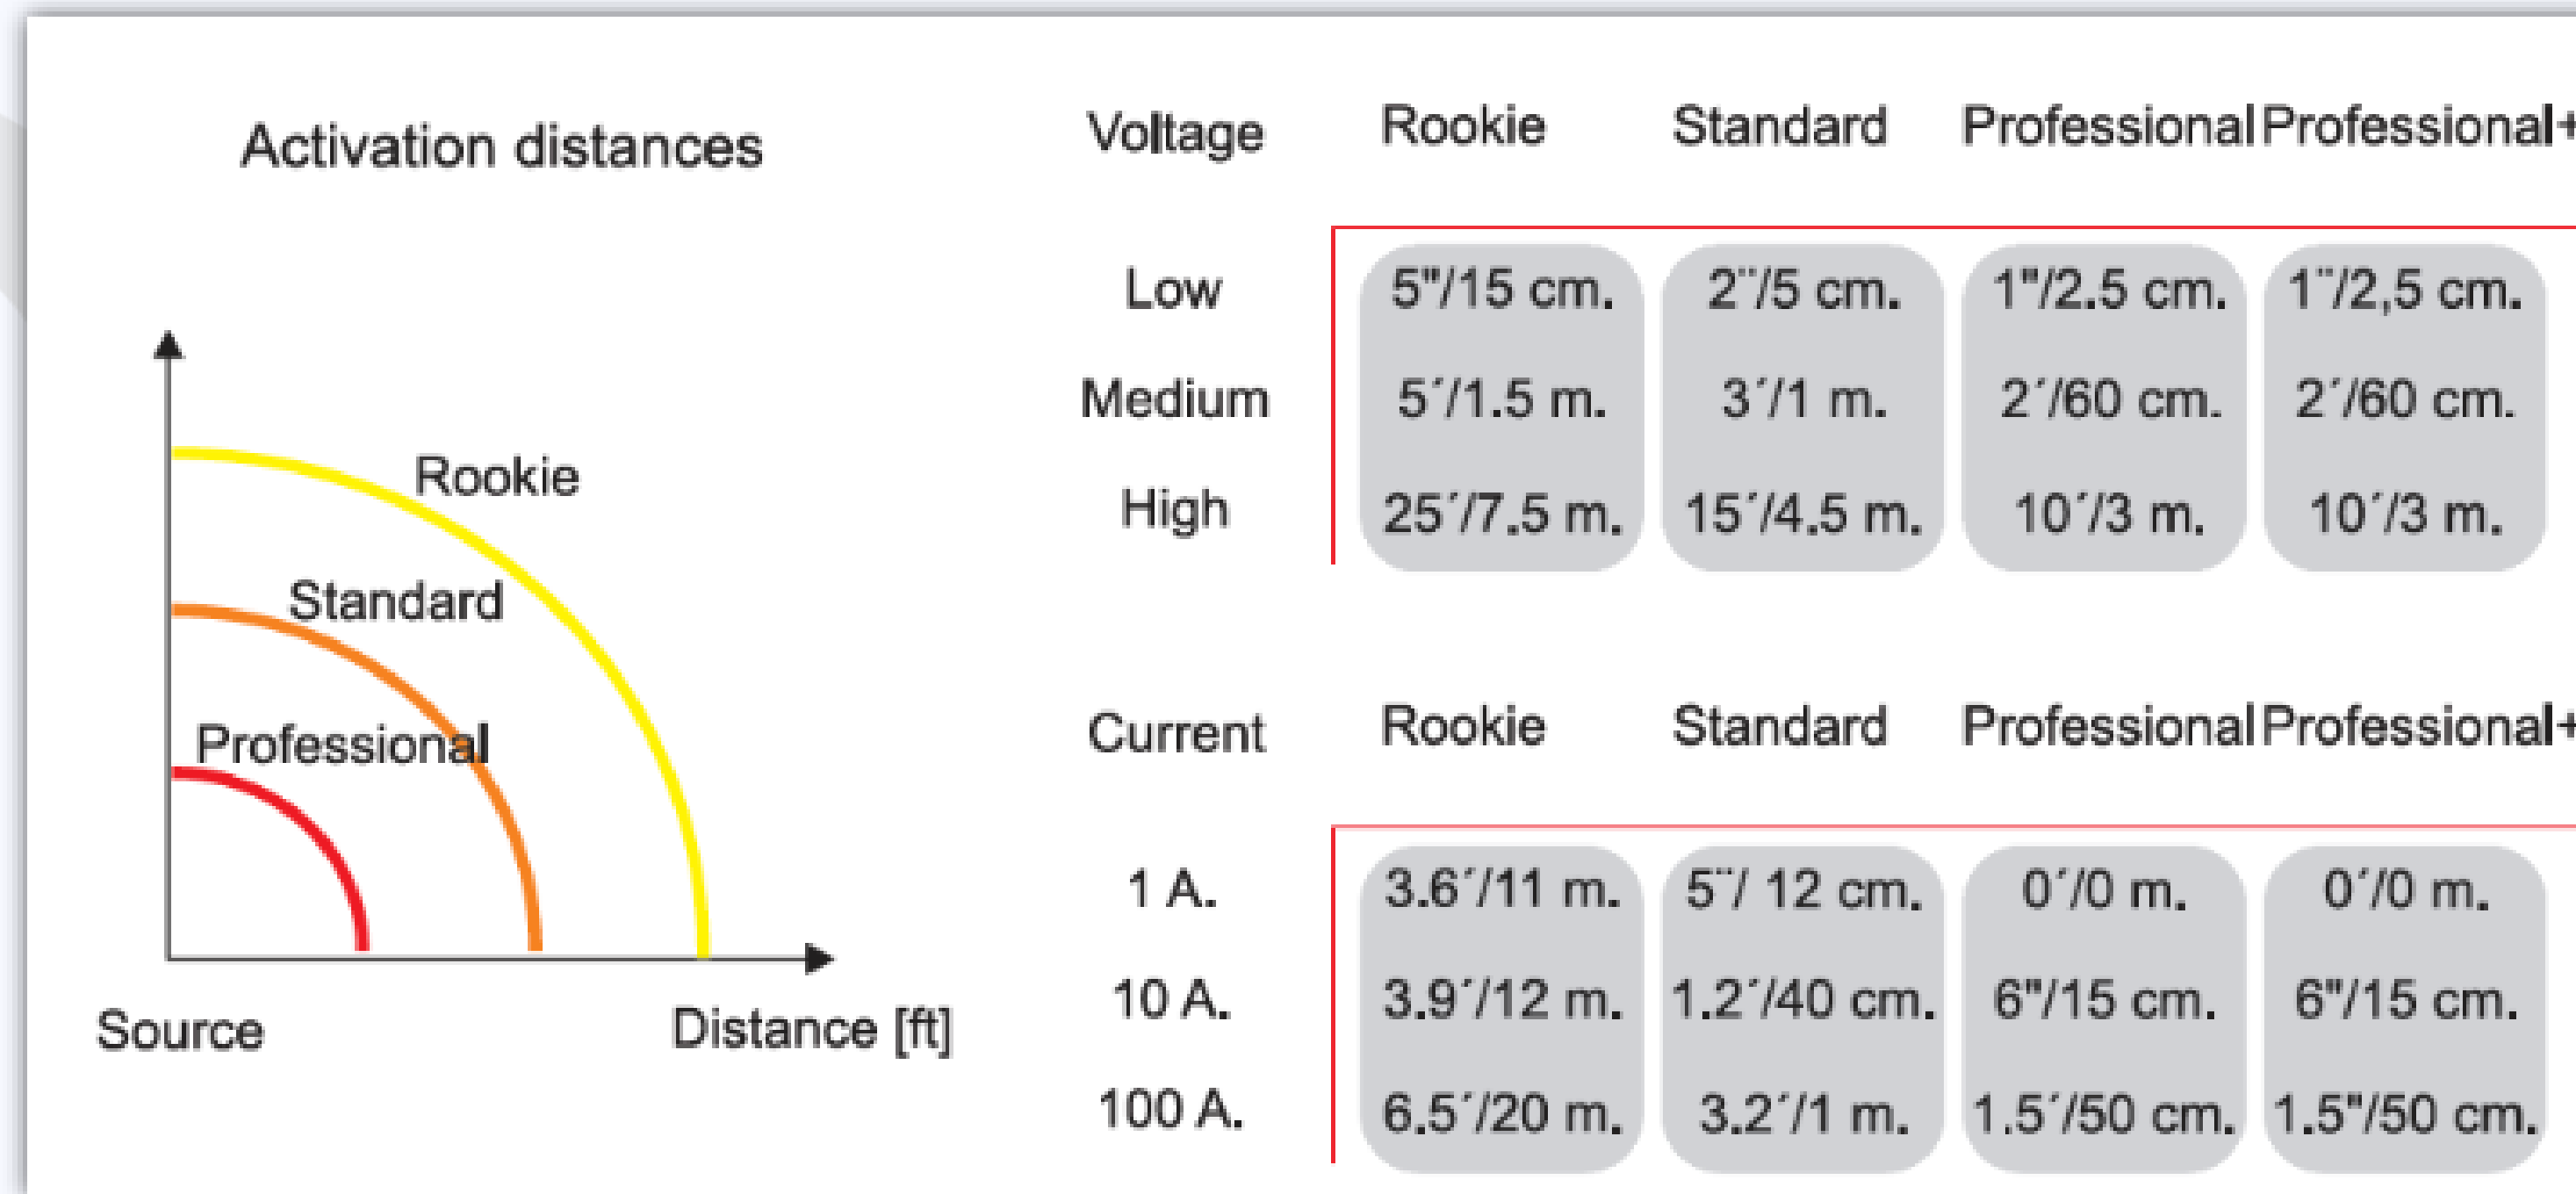 Activation distances
Rookie
Standard
Professional
Source
Distance [ft]
Voltage Rookie Standard Professional Professional+
Low 5"/15 cm. 2¨/5 cm. 1"/2.5 cm. 1¨/2,5 cm.
Medium 5´/1.5 m. 3´/1 m. 2´/60 cm. 2´/60 cm.
High 25´/7.5 m. 15´/4.5 m. 10´/3 m. 10´/3 m.
Current Rookie Standard Professional Professional+
1 A. 3.6´/11 m. 5¨/ 12 cm. 0´/0 m. 0´/0 m.
10 A. 3.9´/12 m. 1.2´/40 cm. 6"/15 cm. 6"/15 cm.
100 A. 6.5´/20 m. 3.2´/1 m. 1.5´/50 cm. 1.5"/50 cm.